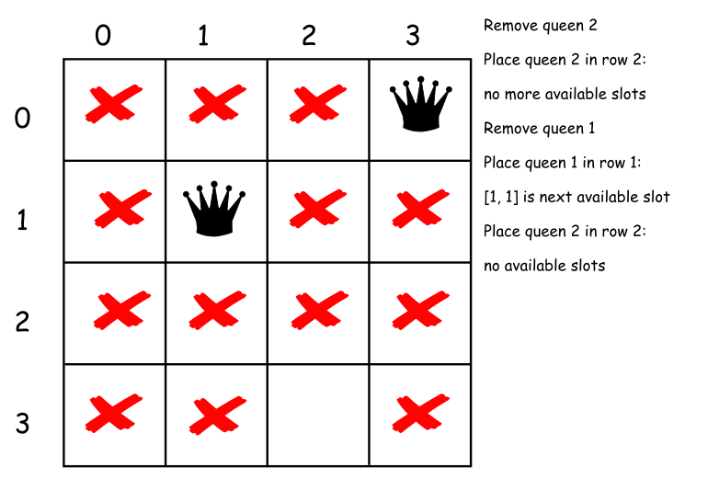 0 1 2 3
Remove queen 2
Place queen 2 in row 2:
no more available slots
Remove queen 1
Place queen 1 in row 1:
[1, 1] is next available slot
Place queen 2 in row 2:
no available slots
0
1
2
3